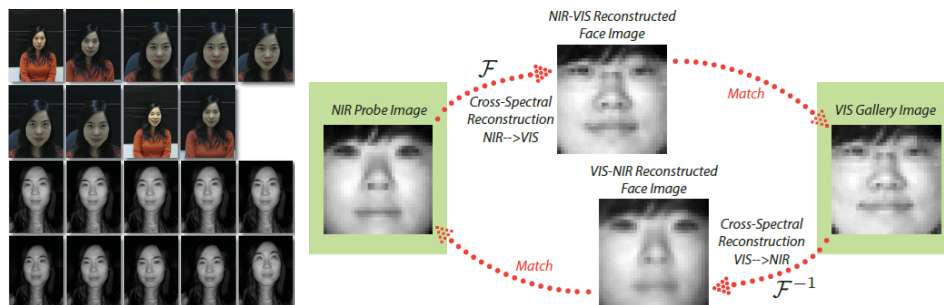 NIR-VIS Reconstructed
Face Image
ℱ
NIR Probe Image
Cross-Spectral
Reconstruction
NIR-->VIS
Match
VIS Gallery Image
VIS-NIR Reconstructed
Face Image
Cross-Spectral
Reconstruction
VIS-->NIR
Match
ℱ⁻¹